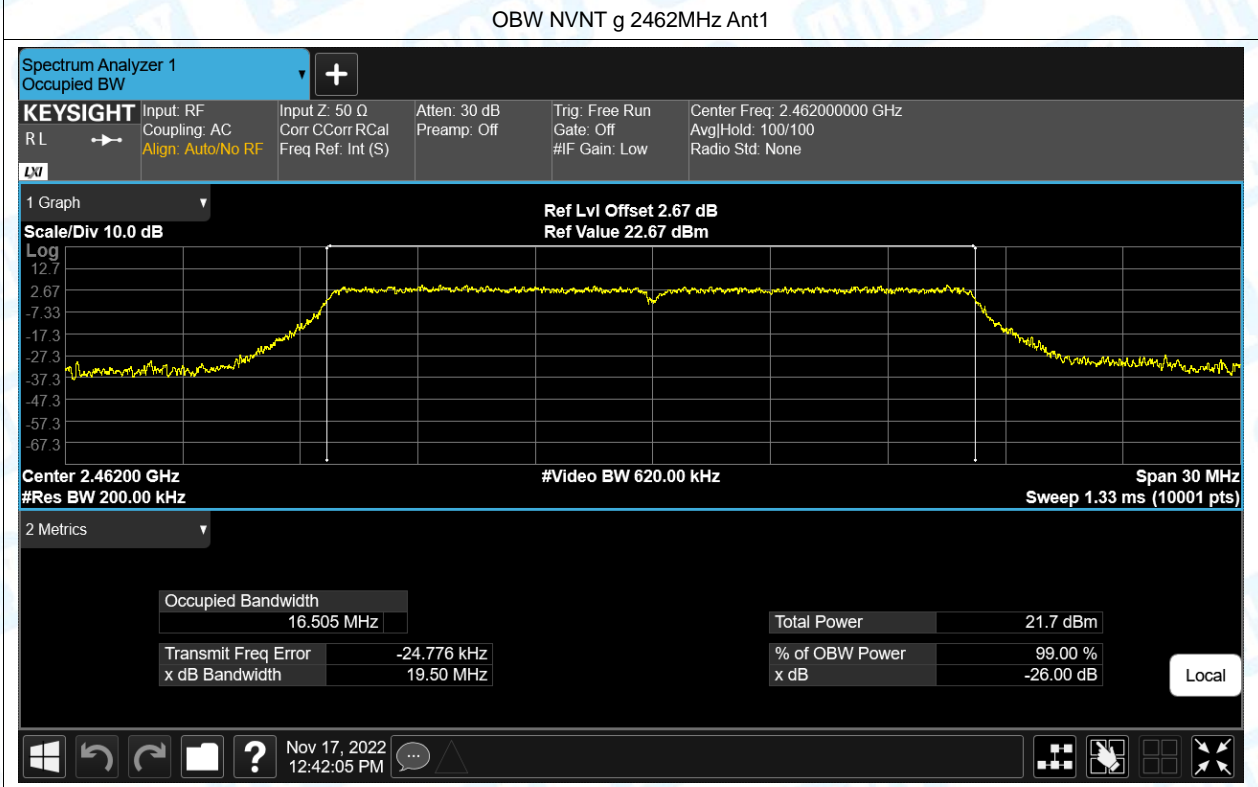 OBW NVNT g 2462MHz Ant1
Spectrum Analyzer 1
Occupied BW
KEYSIGHT
R L
LXI
Input: RF
Coupling: AC
Align: Auto/No RF
Input Z: 50 Ω
Corr CCorr RCal
Freq Ref: Int (S)
Atten: 30 dB
Preamp: Off
Trig: Free Run
Gate: Off
#IF Gain: Low
Center Freq: 2.462000000 GHz
Avg|Hold: 100/100
Radio Std: None
1 Graph
Ref Lvl Offset 2.67 dB
Scale/Div 10.0 dB
Ref Value 22.67 dBm
Log
12.7
2.67
-7.33
-17.3
-27.3
-37.3
-47.3
-57.3
-67.3
Center 2.46200 GHz
#Video BW 620.00 kHz
Span 30 MHz
#Res BW 200.00 kHz
Sweep 1.33 ms (10001 pts)
2 Metrics
Occupied Bandwidth
16.505 MHz
Total Power 21.7 dBm
Transmit Freq Error -24.776 kHz
% of OBW Power 99.00 %
x dB Bandwidth 19.50 MHz
x dB -26.00 dB
Local
?
Nov 17, 2022
12:42:05 PM